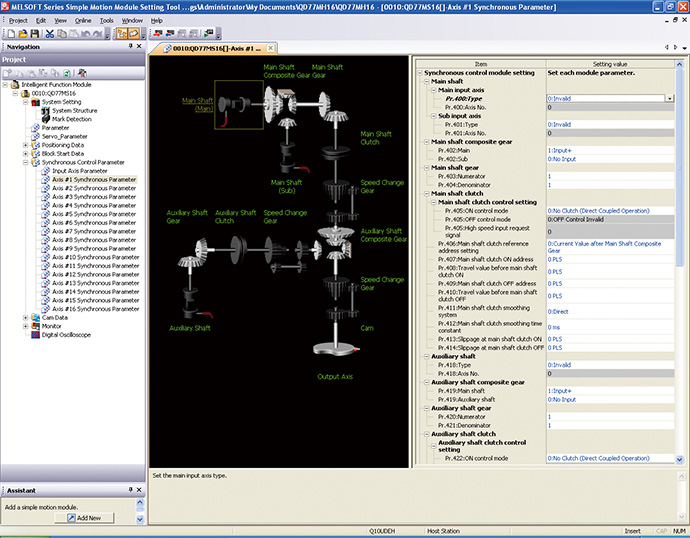 MELSOFT Series Simple Motion Module Setting Tool ...gs\Administrator\My Documents\QD77MH16\QD77MH16 - [0010:QD77MS16[]-Axis #1 Synchronous Parameter]
Project Edit Online Tools Window Help
Navigation
Project
Intelligent Function Module
0010:QD77MS16
System Setting
System Structure
Mark Detection
Parameter
Servo_Parameter
Positioning Data
Block Start Data
Synchronous Control Parameter
Input Axis Parameter
Axis #1 Synchronous Parameter
Axis #2 Synchronous Parameter
Axis #3 Synchronous Parameter
Axis #4 Synchronous Parameter
Axis #5 Synchronous Parameter
Axis #6 Synchronous Parameter
Axis #7 Synchronous Parameter
Axis #8 Synchronous Parameter
Axis #9 Synchronous Parameter
Axis #10 Synchronous Parameter
Axis #11 Synchronous Parameter
Axis #12 Synchronous Parameter
Axis #13 Synchronous Parameter
Axis #14 Synchronous Parameter
Axis #15 Synchronous Parameter
Axis #16 Synchronous Parameter
Cam Data
Monitor
Digital Oscilloscope
Assistant
Add a simple motion module.
Add New
0010:QD77MS16[]-Axis #1 ...
Main Shaft
Composite Gear
Main Shaft
Gear
Main Shaft
(Main)
Main Shaft
Clutch
Main Shaft
(Sub)
Speed Change
Gear
Auxiliary Shaft
Gear
Auxiliary Shaft
Clutch
Speed Change
Gear
Auxiliary Shaft
Composite Gear
Speed Change
Gear
Auxiliary Shaft
Cam
Output Axis
Item Setting value
Synchronous control module setting Set each module parameter.
Main shaft
Main input axis
Pr.400:Type 0:Invalid
Pr.400:Axis No. 0
Sub input axis
Pr.401:Type 0:Invalid
Pr.401:Axis No. 0
Main shaft composite gear
Pr.402:Main 1:Input+
Pr.402:Sub 0:No Input
Main shaft gear
Pr.403:Numerator 1
Pr.404:Denominator 1
Main shaft clutch
Main shaft clutch control setting
Pr.405:ON control mode 0:No Clutch (Direct Coupled Operation)
Pr.405:OFF control mode 0:OFF Control Invalid
Pr.405:High speed input request
signal 0
Pr.406:Main shaft clutch reference
address setting 0:Current Value after Main Shaft Composite
Gear
Pr.407:Main shaft clutch ON address 0 PLS
Pr.408:Travel value before main shaft
clutch ON 0 PLS
Pr.409:Main shaft clutch OFF address 0 PLS
Pr.410:Travel value before main shaft
clutch OFF 0 PLS
Pr.411:Main shaft clutch smoothing
system 0:Direct
Pr.412:Main shaft clutch smoothing time
constant 0 ms
Pr.413:Slippage at main shaft clutch ON 0 PLS
Pr.414:Slippage at main shaft clutch OFF 0 PLS
Auxiliary shaft
Pr.418:Type 0:Invalid
Pr.418:Axis No. 0
Auxiliary shaft composite gear
Pr.419:Main shaft 1:Input+
Pr.419:Auxiliary shaft 0:No Input
Auxiliary shaft gear
Pr.420:Numerator 1
Pr.421:Denominator 1
Auxiliary shaft clutch
Auxiliary shaft clutch control
setting
Pr.422:ON control mode 0:No Clutch (Direct Coupled Operation)
Set the main input axis type.
Q10UDEH Host Station Insert CAP NUM